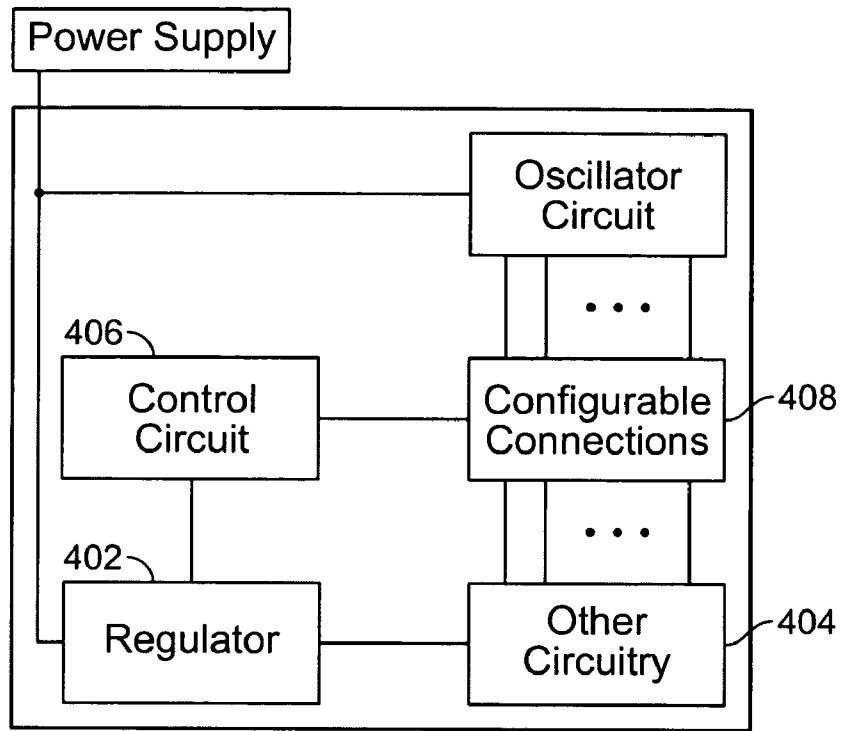 Power Supply
Oscillator
Circuit
• • •
406
Control
Circuit
Configurable
Connections
408
• • •
402
Regulator
Other
Circuitry
404